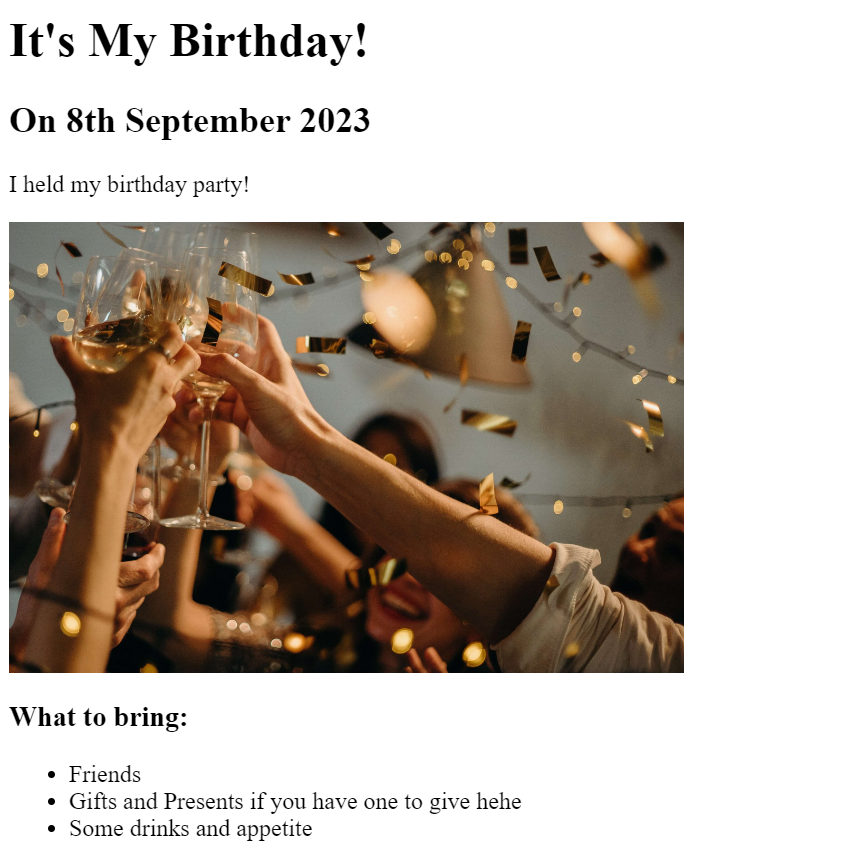 It's My Birthday!
On 8th September 2023
I held my birthday party!
What to bring:
Friends
Gifts and Presents if you have one to give hehe
Some drinks and appetite